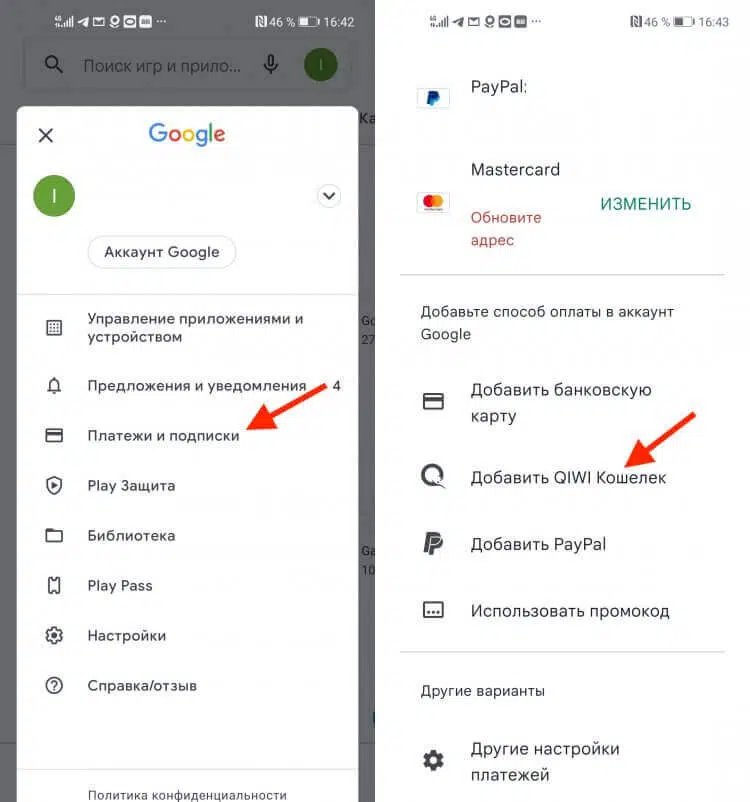 46 % 16:42
Поиск игр и прило...
I
Google
I
Аккаунт Google
Управление приложениями и
устройством
Предложения и уведомления 4
Платежи и подписки
Play Защита
Библиотека
Play Pass
Настройки
Справка/отзыв
Политика конфиденциальности
46 % 16:43
PayPal:
Mastercard
Обновите
адрес
ИЗМЕНИТЬ
Добавьте способ оплаты в аккаунт
Google
Добавить банковскую
карту
Добавить QIWI Кошелек
Добавить PayPal
Использовать промокод
Другие варианты
Другие настройки
платежей